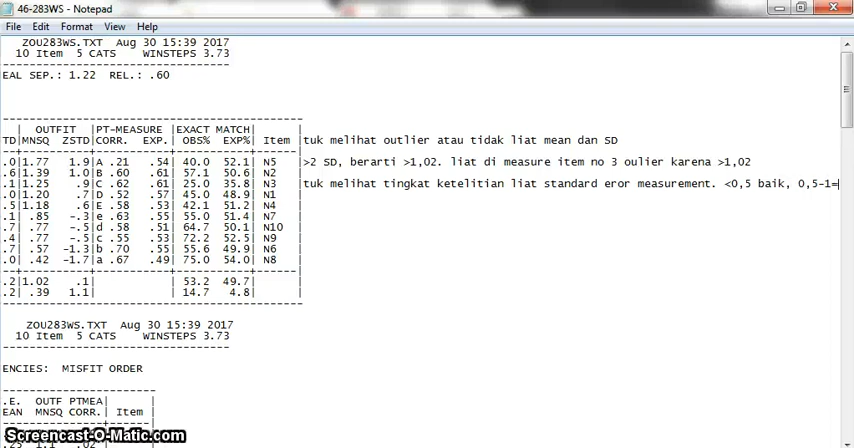 46-283WS - Notepad
File Edit Format View Help
ZOU283WS.TXT Aug 30 15:39 2017
10 Item 5 CATS WINSTEPS 3.73
--------------------------------
EAL SEP.: 1.22 REL.: .60
------------------------------------------
| OUTFIT |PT-MEASURE |EXACT MATCH| |
TD|MNSQ ZSTD|CORR. EXP.| OBS% EXP%| Item | tuk melihat outlier atau tidak liat mean dan SD
.0|1.77 1.9|A .21 .54| 40.0 52.1| N5 |>2 SD, berarti >1,02. liat di measure item no 3 oulier karena >1,02
.6|1.39 1.0|B .60 .61| 57.1 50.6| N2 |
.1|1.25 .9|C .62 .61| 25.0 35.8| N3 |tuk melihat tingkat ketelitian liat standard eror measurement. <0,5 baik, 0,5-1=
.0|1.20 .7|D .52 .57| 45.0 48.9| N1 |
.5|1.18 .6|E .58 .53| 42.1 51.2| N4 |
.1| .85 -.3|e .63 .55| 55.0 51.4| N7 |
.7| .77 -.5|d .58 .51| 64.7 50.1| N10 |
.4| .77 -.5|c .55 .53| 72.2 52.5| N9 |
.7| .57 -1.3|b .70 .55| 55.6 49.9| N6 |
.0| .42 -1.7|a .67 .49| 75.0 54.0| N8 |
--+----------+-----------+-----------+------|
.2|1.02 .1| | 53.2 49.7| |
.2| .39 1.1| | 14.7 4.8| |
------------------------------------------
ZOU283WS.TXT Aug 30 15:39 2017
10 Item 5 CATS WINSTEPS 3.73
--------------------------------
ENCIES: MISFIT ORDER
----------------------
.E. OUTF PTMEA| |
EAN MNSQ CORR.| Item |
.25 1.1 .02
Screencast-O-Matic.com